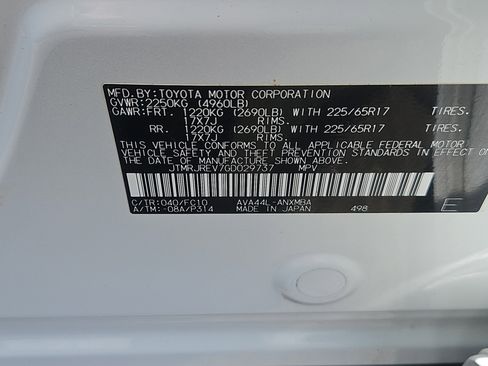 MFD.BY:TOYOTA MOTOR CORPORATION
GVWR:2250KG (4960LB)
GAWR:FRT. 1220KG (2690LB) WITH 225/65R17 TIRES.
17X7J RIMS.
RR. 1220KG (2690LB) WITH 225/65R17 TIRES.
17X7J RIMS.
THIS VEHICLE CONFORMS TO ALL APPLICABLE FEDERAL MOTOR
VEHICLE SAFETY AND BUMPER STANDARDS IN EFFECT ON
THE DATE OF MANUFACTURE SHOWN ABOVE.
JTMRJREV7GD029737 MPV
C/TR:040/FC10 AVA44L-ANXMBA
A/TM:-08A/P314 MADE IN JAPAN 498 E